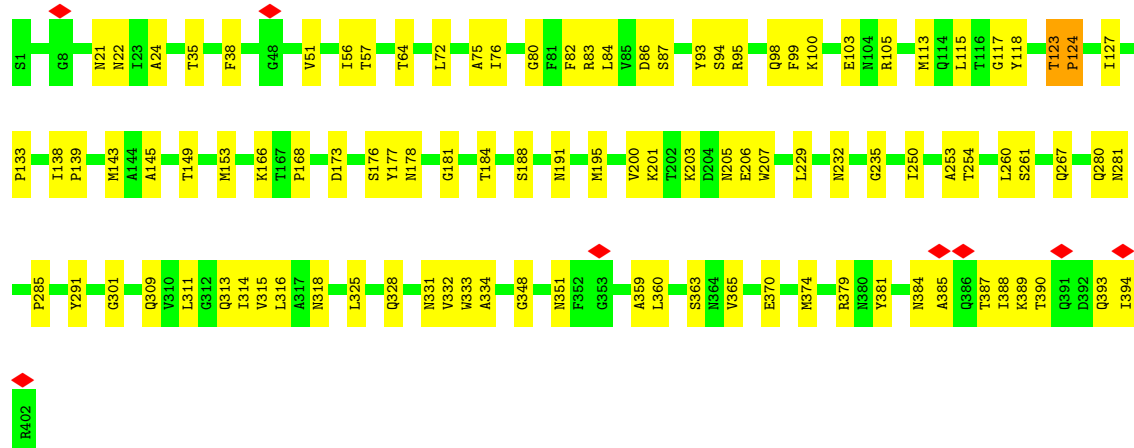 S1 G8 N21 N22 I23 A24 T35 F38 G48 V51 I56 T57 T64 L72 A75 I76 G80 F81 F82 R83 L84 V85 D86 S87 Y93 S94 R95 Q98 F99 K100 E103 N104 R105 M113 Q114 L115 T116 G117 Y118 T123 P124 I127
P133 I138 P139 M143 A144 A145 T149 M153 K166 T167 P168 D173 S176 Y177 N178 G181 T184 S188 N191 M195 V200 K201 T202 K203 D204 N205 E206 W207 L229 N232 G235 I250 A253 T254 L260 S261 Q267 Q280 N281
P285 Y291 G301 Q309 V310 L311 G312 Q313 I314 V315 L316 A317 N318 L325 Q328 N331 V332 W333 A334 G348 N351 F352 G353 A359 L360 S363 N364 V365 E370 M374 R379 N380 Y381 N384 A385 Q386 T387 I388 K389 T390 Q391 D392 Q393 I394
R402